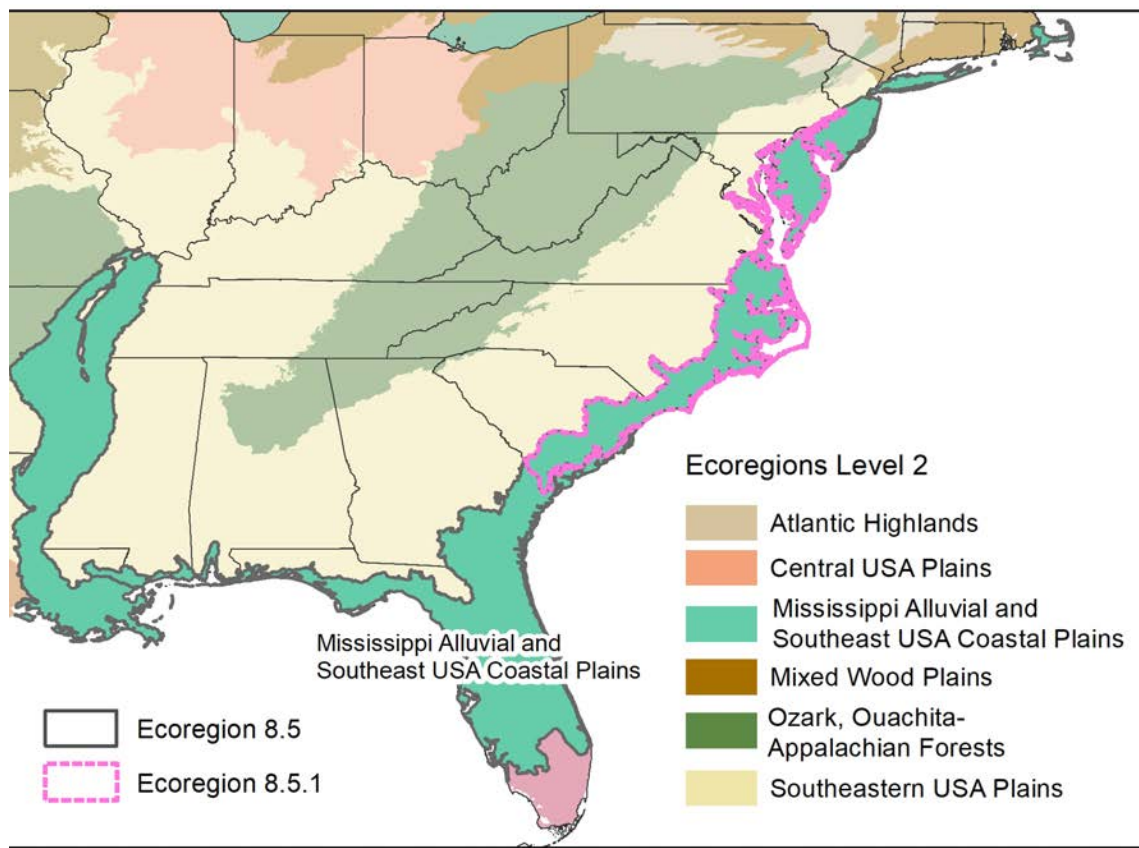 Mississippi Alluvial and
Southeast USA Coastal Plains
Ecoregion 8.5
Ecoregion 8.5.1
Ecoregions Level 2
Atlantic Highlands
Central USA Plains
Mississippi Alluvial and
Southeast USA Coastal Plains
Mixed Wood Plains
Ozark, Ouachita-
Appalachian Forests
Southeastern USA Plains